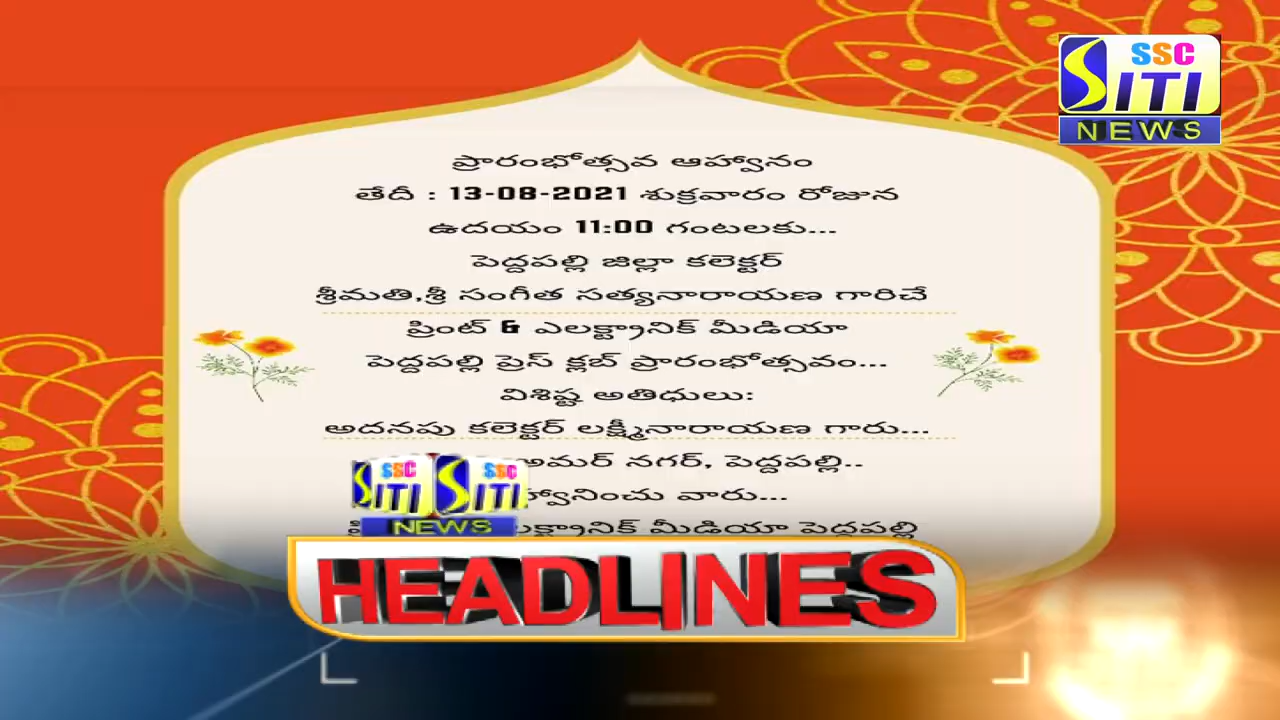 SSC
SITI
NEWS
ప్రారంభోత్సవ ఆహ్వానం
తేదీ : 13-08-2021 శుక్రవారం రోజున
ఉదయం 11:00 గంటలకు...
పెద్దపల్లి జిల్లా కలెక్టర్
శ్రీమతి,శ్రీ సంగీత సత్యనారాయణ గారిచే
ప్రింట్ & ఎలక్ట్రానిక్ మీడియా
పెద్దపల్లి ప్రెస్ క్లబ్ ప్రారంభోత్సవం...
విశిష్ట అతిధులు:
అదనపు కలెక్టర్ లక్ష్మీనారాయణ గారు...
అమర్ నగర్, పెద్దపల్లి..
వారు...
మీడియా పెద్దపల్లి
SSC SSC
SITI SITI
NEWS
HEADLINES